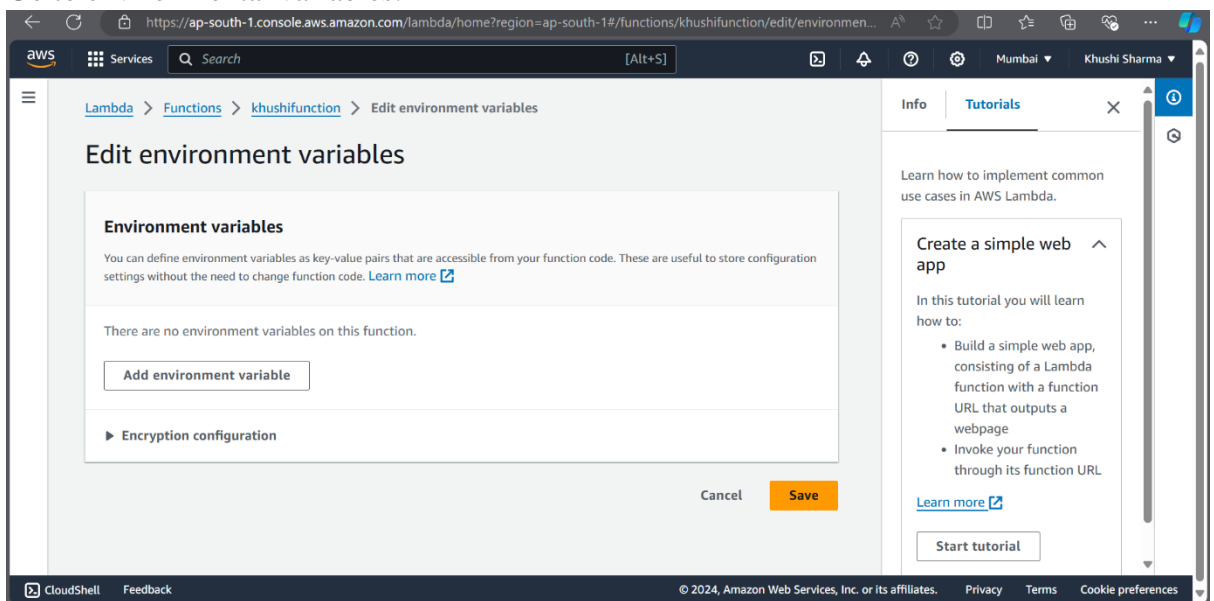 https://ap-south-1.console.aws.amazon.com/lambda/home?region=ap-south-1#/functions/khushifunction/edit/environmen...
aws
Services
Search
[Alt+S]
Mumbai ▼
Khushi Sharma ▼
Lambda > Functions > khushifunction > Edit environment variables
Edit environment variables
Environment variables
You can define environment variables as key-value pairs that are accessible from your function code. These are useful to store configuration
settings without the need to change function code. Learn more
There are no environment variables on this function.
Add environment variable
▶ Encryption configuration
Cancel
Save
Info
Tutorials
Learn how to implement common
use cases in AWS Lambda.
Create a simple web
app
In this tutorial you will learn
how to:
• Build a simple web app,
consisting of a Lambda
function with a function
URL that outputs a
webpage
• Invoke your function
through its function URL
Learn more
Start tutorial
CloudShell
Feedback
© 2024, Amazon Web Services, Inc. or its affiliates.
Privacy
Terms
Cookie preferences